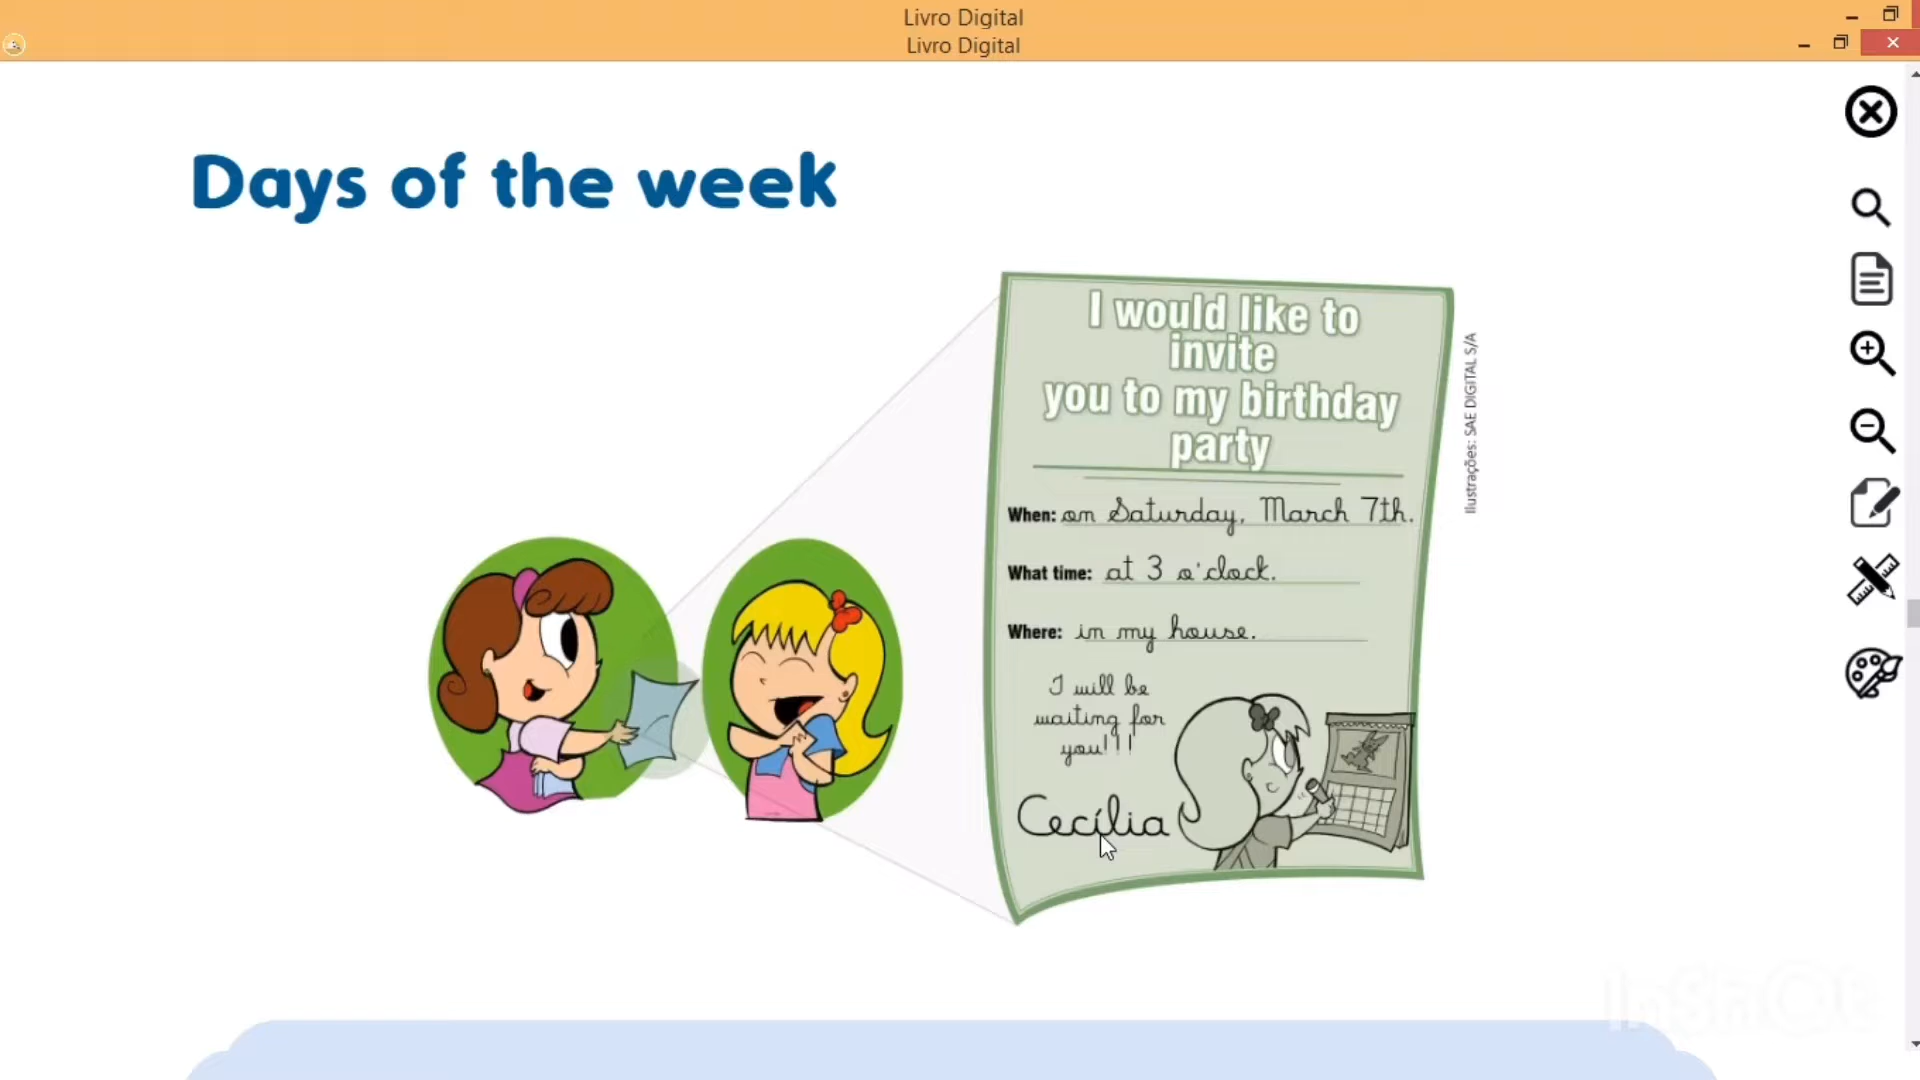 Livro Digital
Livro Digital
Days of the week
I would like to
invite
you to my birthday
party
When: on Saturday, March 7th.
What time: at 3 o'clock.
Where: in my house.
I will be
waiting for
you!!!
Cecília
Ilustrações: SAE DIGITAL S/A
InShOt